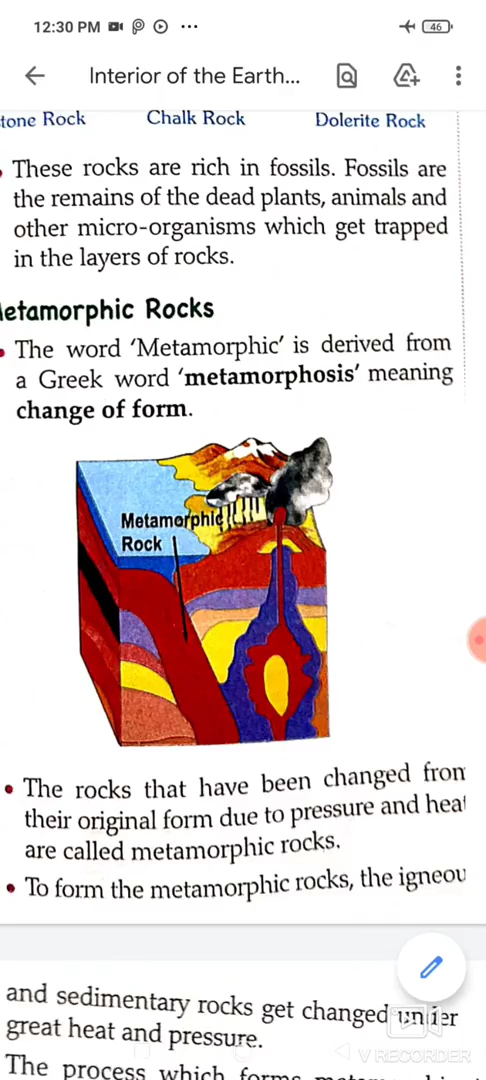 12:30 PM
46
Interior of the Earth...
tone Rock Chalk Rock Dolerite Rock
These rocks are rich in fossils. Fossils are
the remains of the dead plants, animals and
other micro-organisms which get trapped
in the layers of rocks.
etamorphic Rocks
• The word ‘Metamorphic’ is derived from
a Greek word ‘metamorphosis’ meaning
change of form.
Metamorphic
Rock
• The rocks that have been changed from
their original form due to pressure and heat
are called metamorphic rocks.
• To form the metamorphic rocks, the igneou
and sedimentary rocks get changed under
great heat and pressure.
The process which forms
V RECORDER